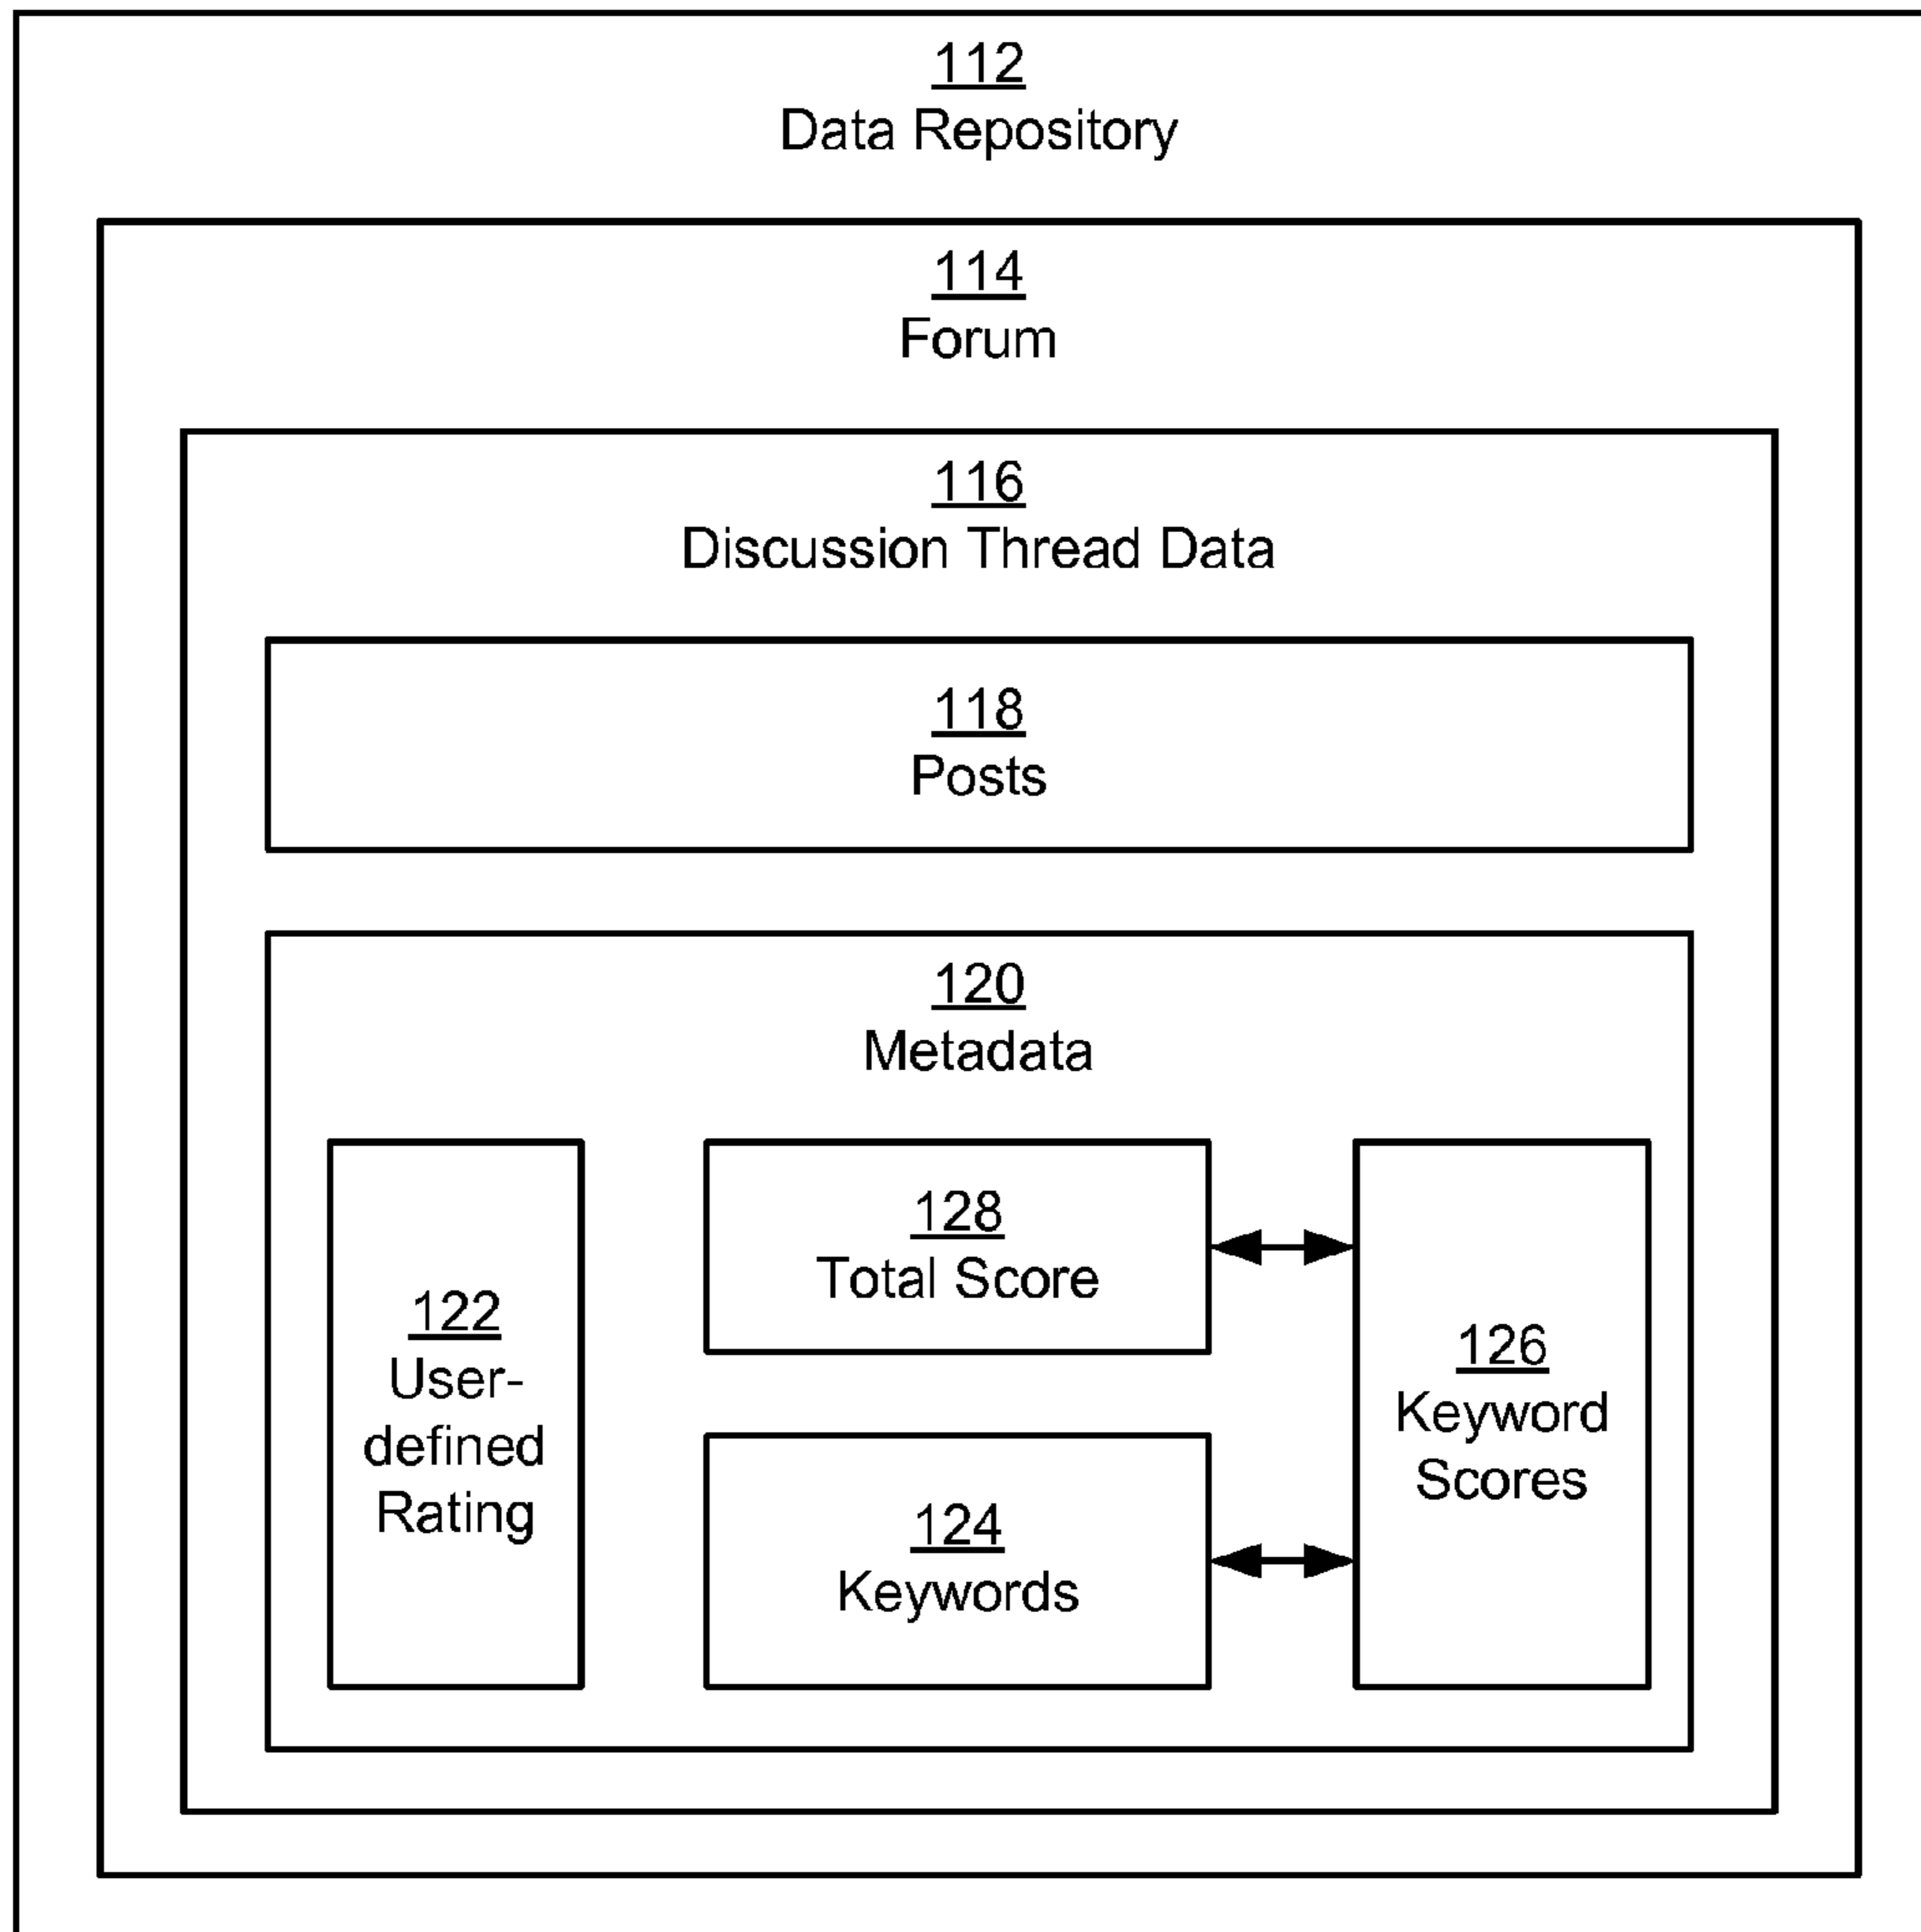 112
Data Repository
114
Forum
116
Discussion Thread Data
118
Posts
120
Metadata
122
User-
defined
Rating
128
Total Score
124
Keywords
126
Keyword
Scores